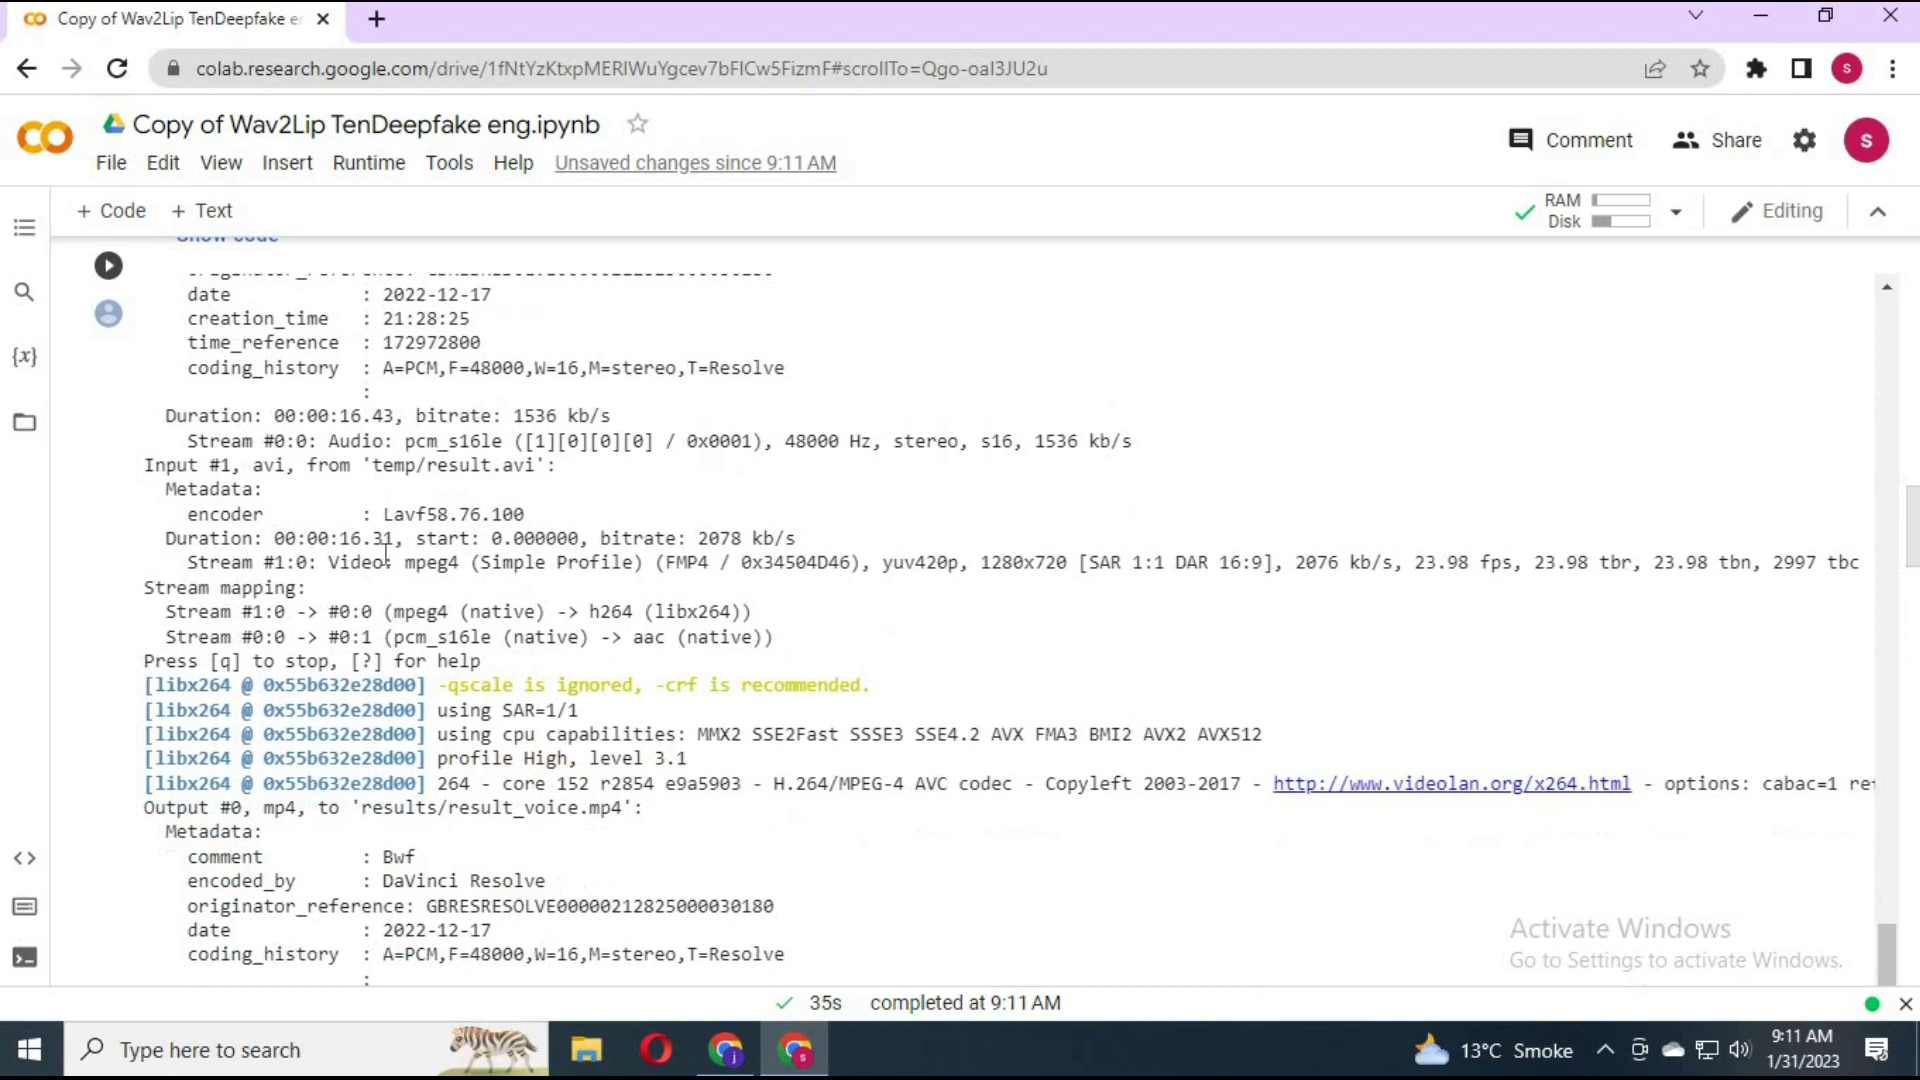 Copy of Wav2Lip TenDeepfake e
colab.research.google.com/drive/1fNtYzKtxpMERlWuYgcev7bFlCw5FizmF#scrollTo=Qgo-oaI3JU2u
s
Copy of Wav2Lip TenDeepfake eng.ipynb
Comment
Share
s
File Edit View Insert Runtime Tools Help Unsaved changes since 9:11 AM
+ Code + Text
RAM
Disk
Editing
Show code
date : 2022-12-17
creation_time : 21:28:25
time_reference : 172972800
coding_history : A=PCM,F=48000,W=16,M=stereo,T=Resolve
:
Duration: 00:00:16.43, bitrate: 1536 kb/s
Stream #0:0: Audio: pcm_s16le ([1][0][0][0] / 0x0001), 48000 Hz, stereo, s16, 1536 kb/s
Input #1, avi, from 'temp/result.avi':
Metadata:
encoder : Lavf58.76.100
Duration: 00:00:16.31, start: 0.000000, bitrate: 2078 kb/s
Stream #1:0: Video: mpeg4 (Simple Profile) (FMP4 / 0x34504D46), yuv420p, 1280x720 [SAR 1:1 DAR 16:9], 2076 kb/s, 23.98 fps, 23.98 tbr, 23.98 tbn, 2997 tbc
Stream mapping:
Stream #1:0 -> #0:0 (mpeg4 (native) -> h264 (libx264))
Stream #0:0 -> #0:1 (pcm_s16le (native) -> aac (native))
Press [q] to stop, [?] for help
[libx264 @ 0x55b632e28d00] -qscale is ignored, -crf is recommended.
[libx264 @ 0x55b632e28d00] using SAR=1/1
[libx264 @ 0x55b632e28d00] using cpu capabilities: MMX2 SSE2Fast SSSE3 SSE4.2 AVX FMA3 BMI2 AVX2 AVX512
[libx264 @ 0x55b632e28d00] profile High, level 3.1
[libx264 @ 0x55b632e28d00] 264 - core 152 r2854 e9a5903 - H.264/MPEG-4 AVC codec - Copyleft 2003-2017 - http://www.videolan.org/x264.html - options: cabac=1 re
Output #0, mp4, to 'results/result_voice.mp4':
Metadata:
comment : Bwf
encoded_by : DaVinci Resolve
originator_reference: GBRESRESOLVE00000212825000030180
date : 2022-12-17
coding_history : A=PCM,F=48000,W=16,M=stereo,T=Resolve
:
Activate Windows
Go to Settings to activate Windows.
35s completed at 9:11 AM
Type here to search
j
s
13°C Smoke
9:11 AM
1/31/2023